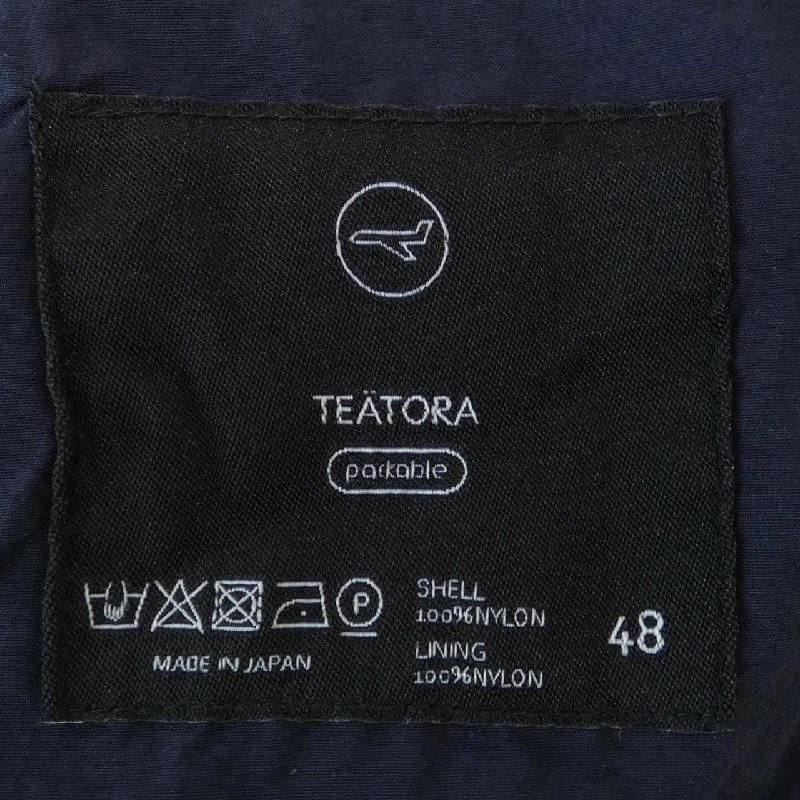 TEÄTORA
packable
P
SHELL
100%NYLON
LINING
100%NYLON
48
MADE IN JAPAN